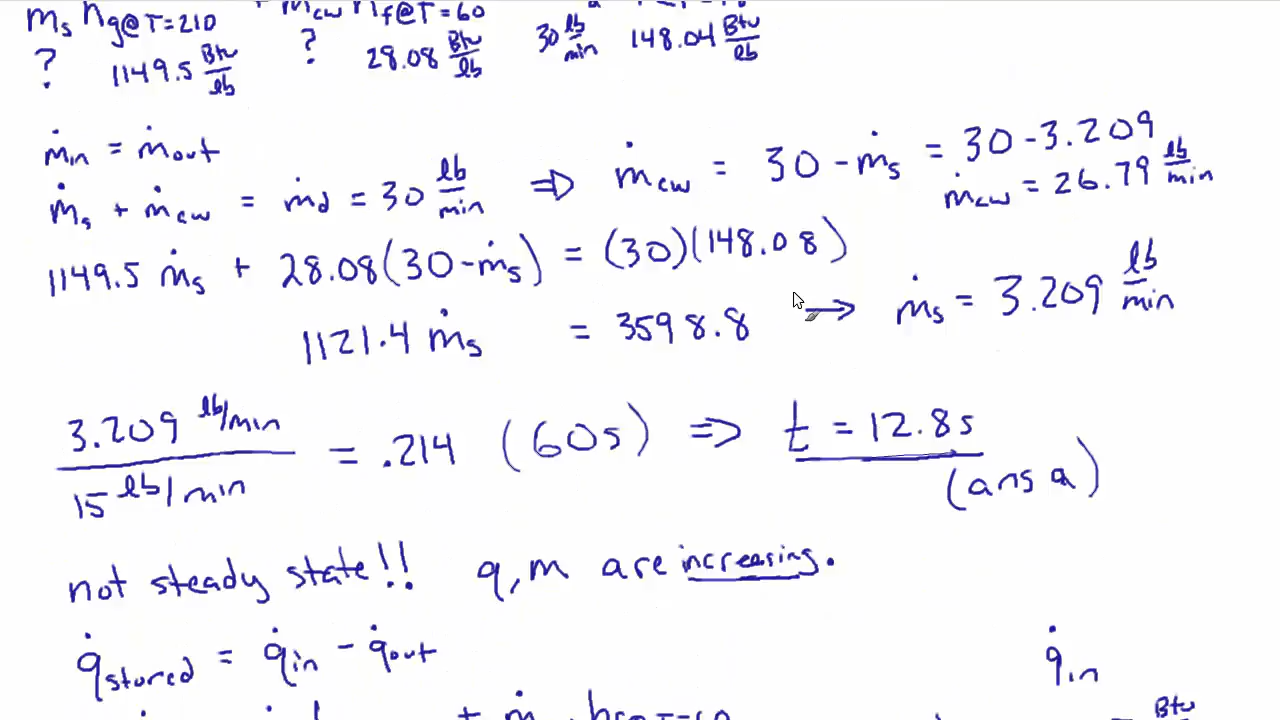 ṁs hg@T=210 + ṁcw hf@T=60
? 1149.5 Btu/lb ? 28.08 Btu/lb 30 lb/min 148.04 Btu/lb
ṁin = ṁout
ṁs + ṁcw = ṁd = 30 lb/min ⇒ ṁcw = 30 - ṁs = 30 - 3.209
ṁcw = 26.79 lb/min
1149.5 ṁs + 28.08(30 - ṁs) = (30)(148.08)
1121.4 ṁs = 3598.8 → ṁs = 3.209 lb/min
3.209 lb/min / 15 lb/min = .214 (60s) ⇒ t = 12.8s
(ans a)
not steady state!! q, m are increasing.
q̇stored = q̇in - q̇out
q̇in
Btu